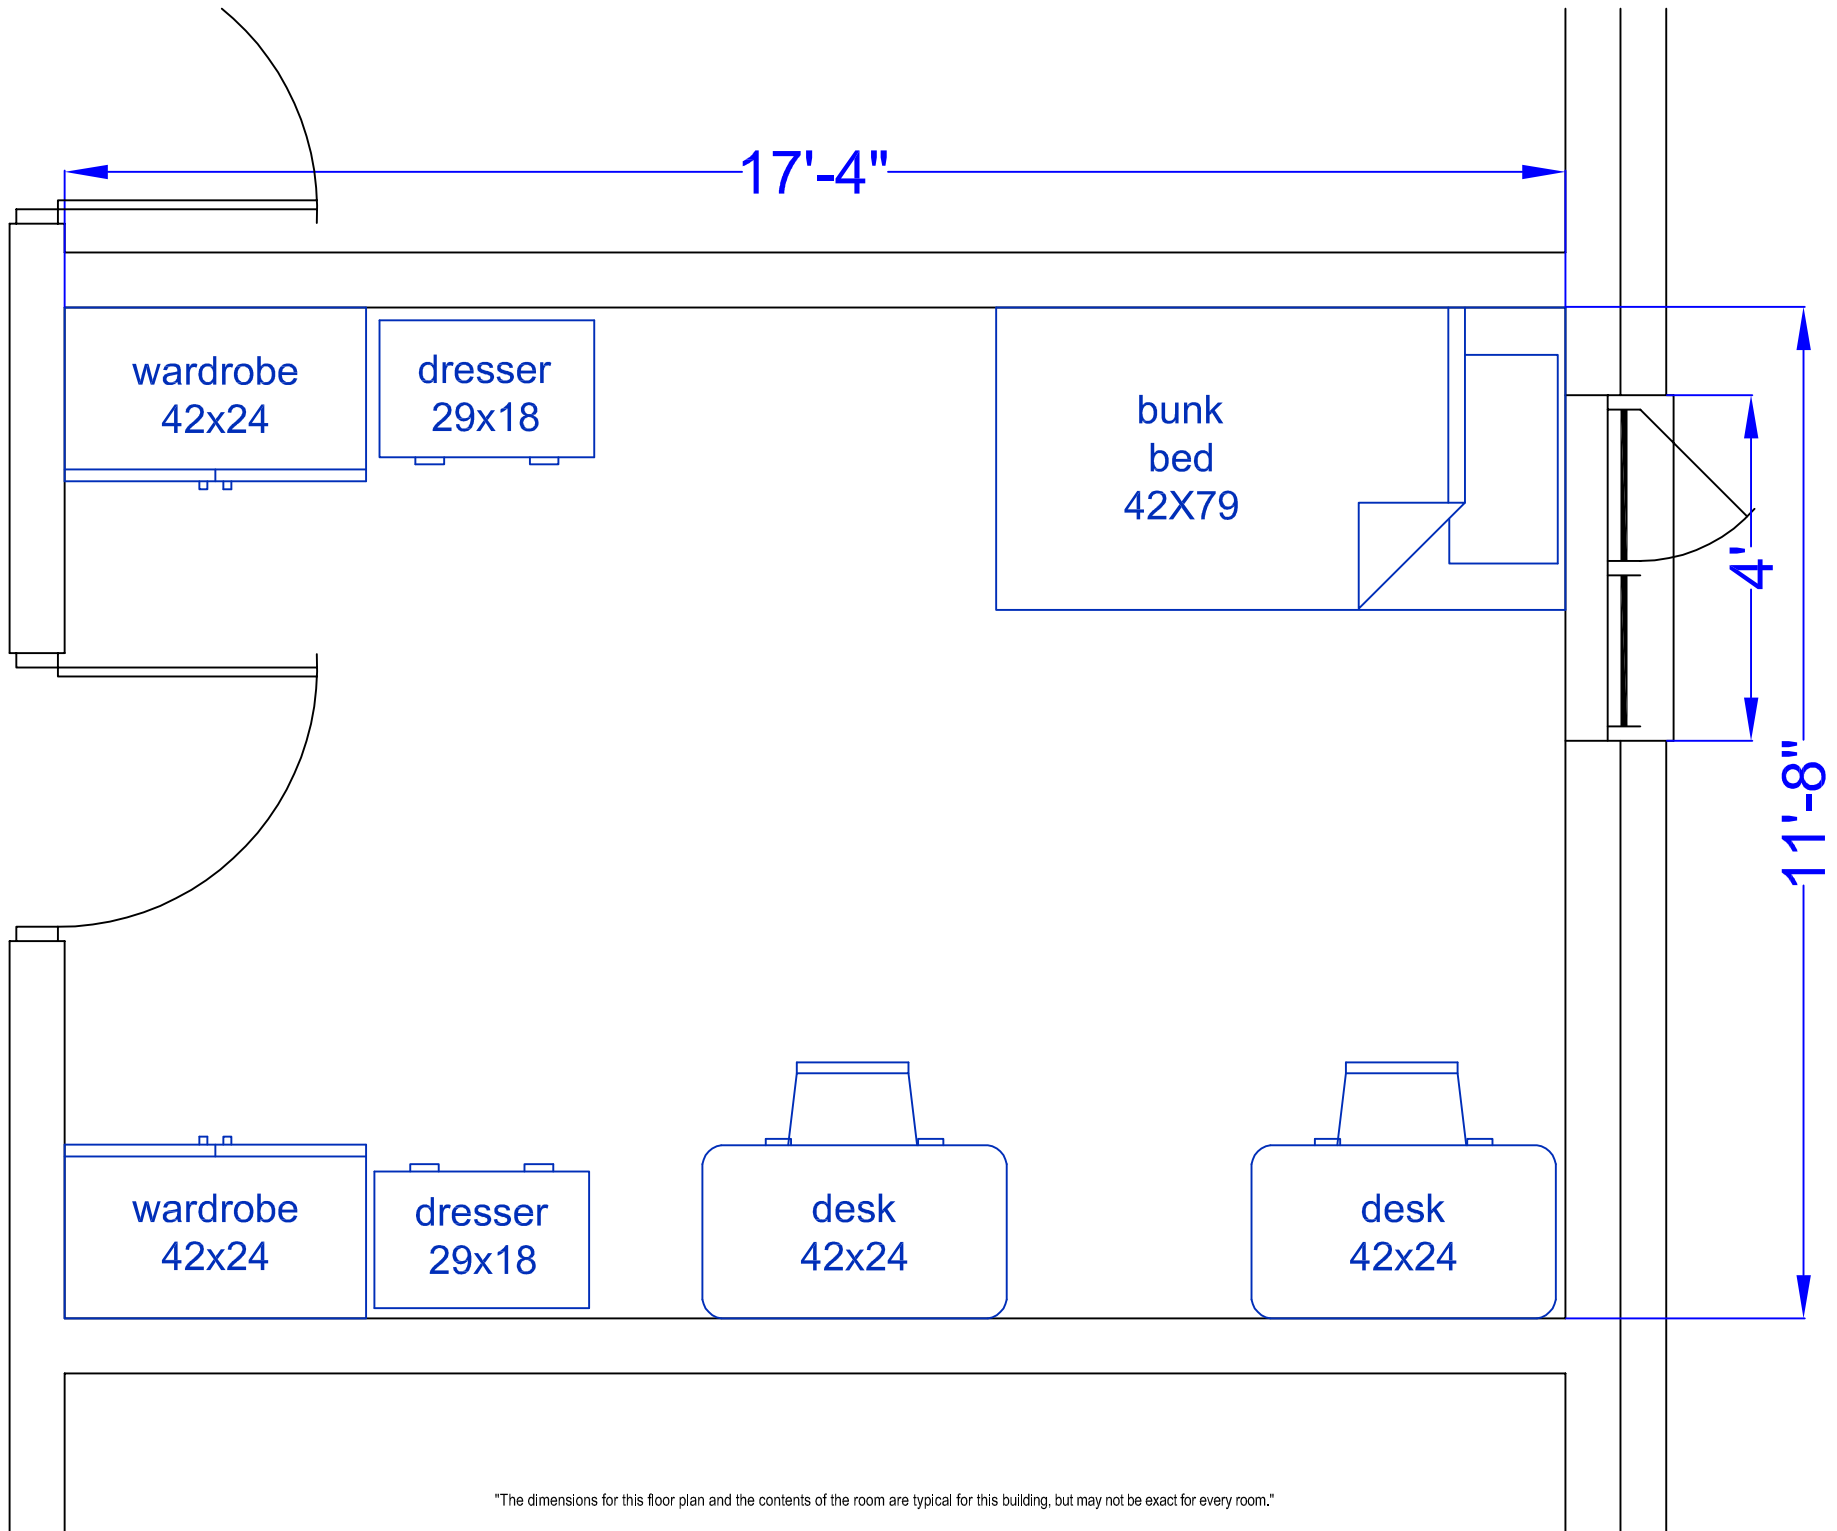 17'-4"
wardrobe
42x24
dresser
29x18
bunk
bed
42X79
4'
11'-8"
wardrobe
42x24
dresser
29x18
desk
42x24
desk
42x24
"The dimensions for this floor plan and the contents of the room are typical for this building, but may not be exact for every room."